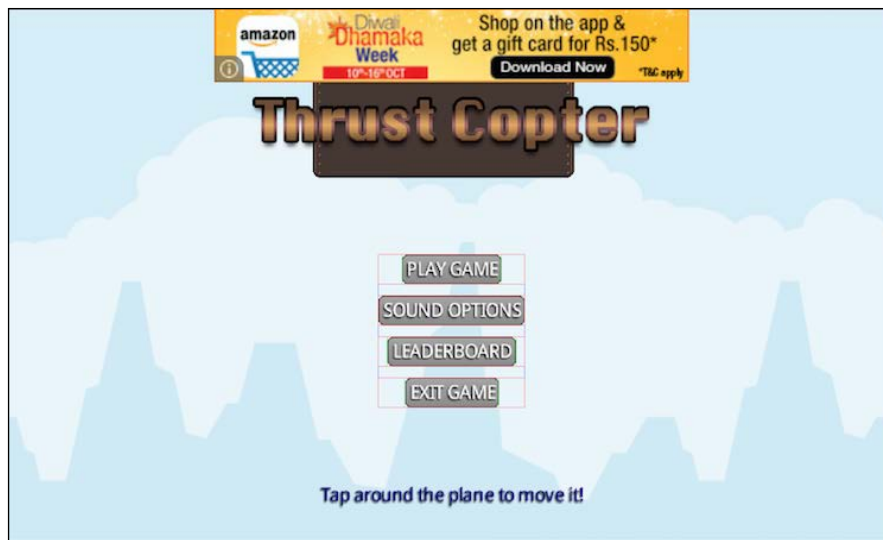 amazon
Diwali
Dhamaka
Week
10th-16th OCT
Shop on the app &
get a gift card for Rs.150*
Download Now
*T&C apply
Thrust Copter
PLAY GAME
SOUND OPTIONS
LEADERBOARD
EXIT GAME
Tap around the plane to move it!